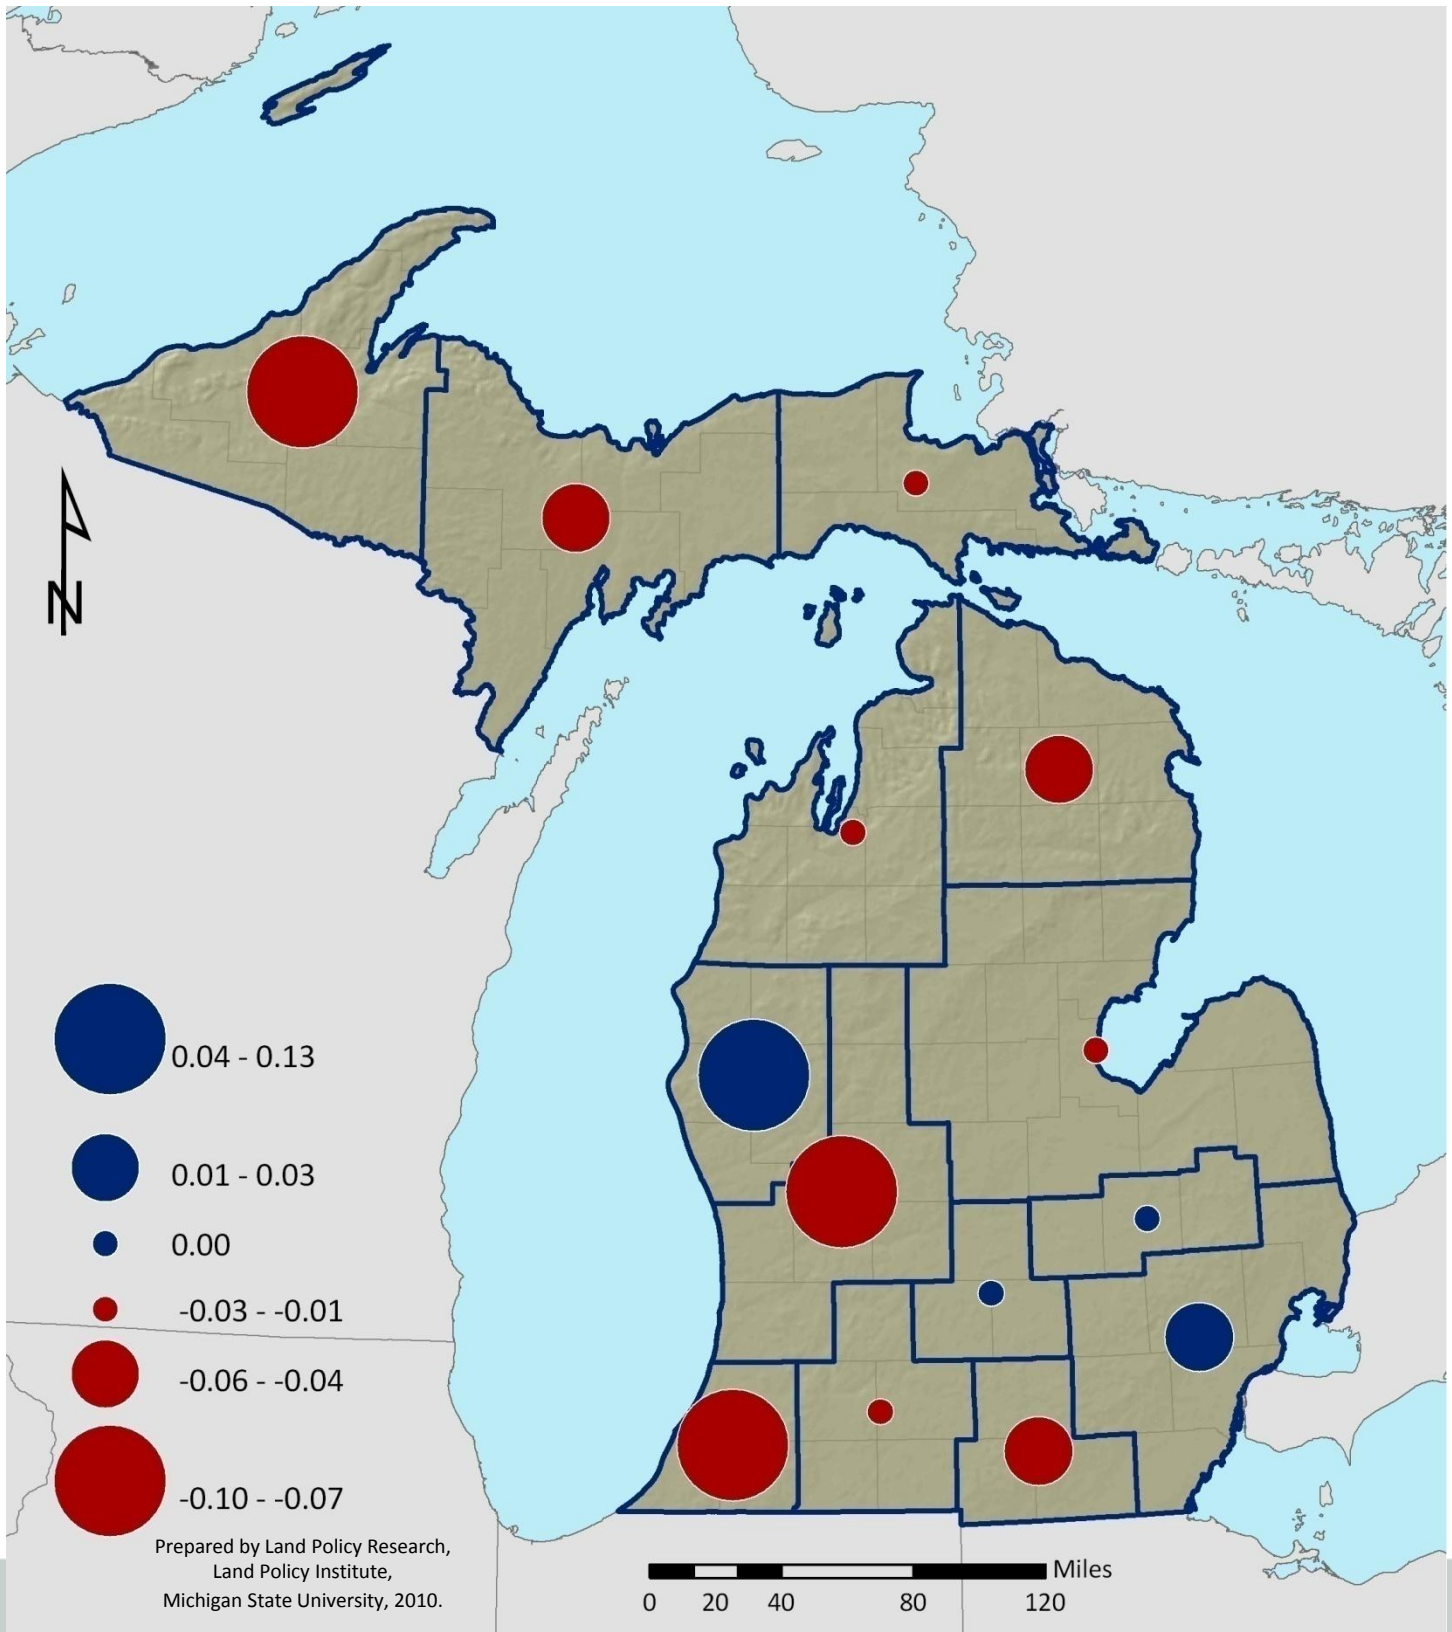 N
0.04 - 0.13
0.01 - 0.03
0.00
-0.03 - -0.01
-0.06 - -0.04
-0.10 - -0.07
Prepared by Land Policy Research,
Land Policy Institute,
Michigan State University, 2010.
Miles
0 20 40 80 120